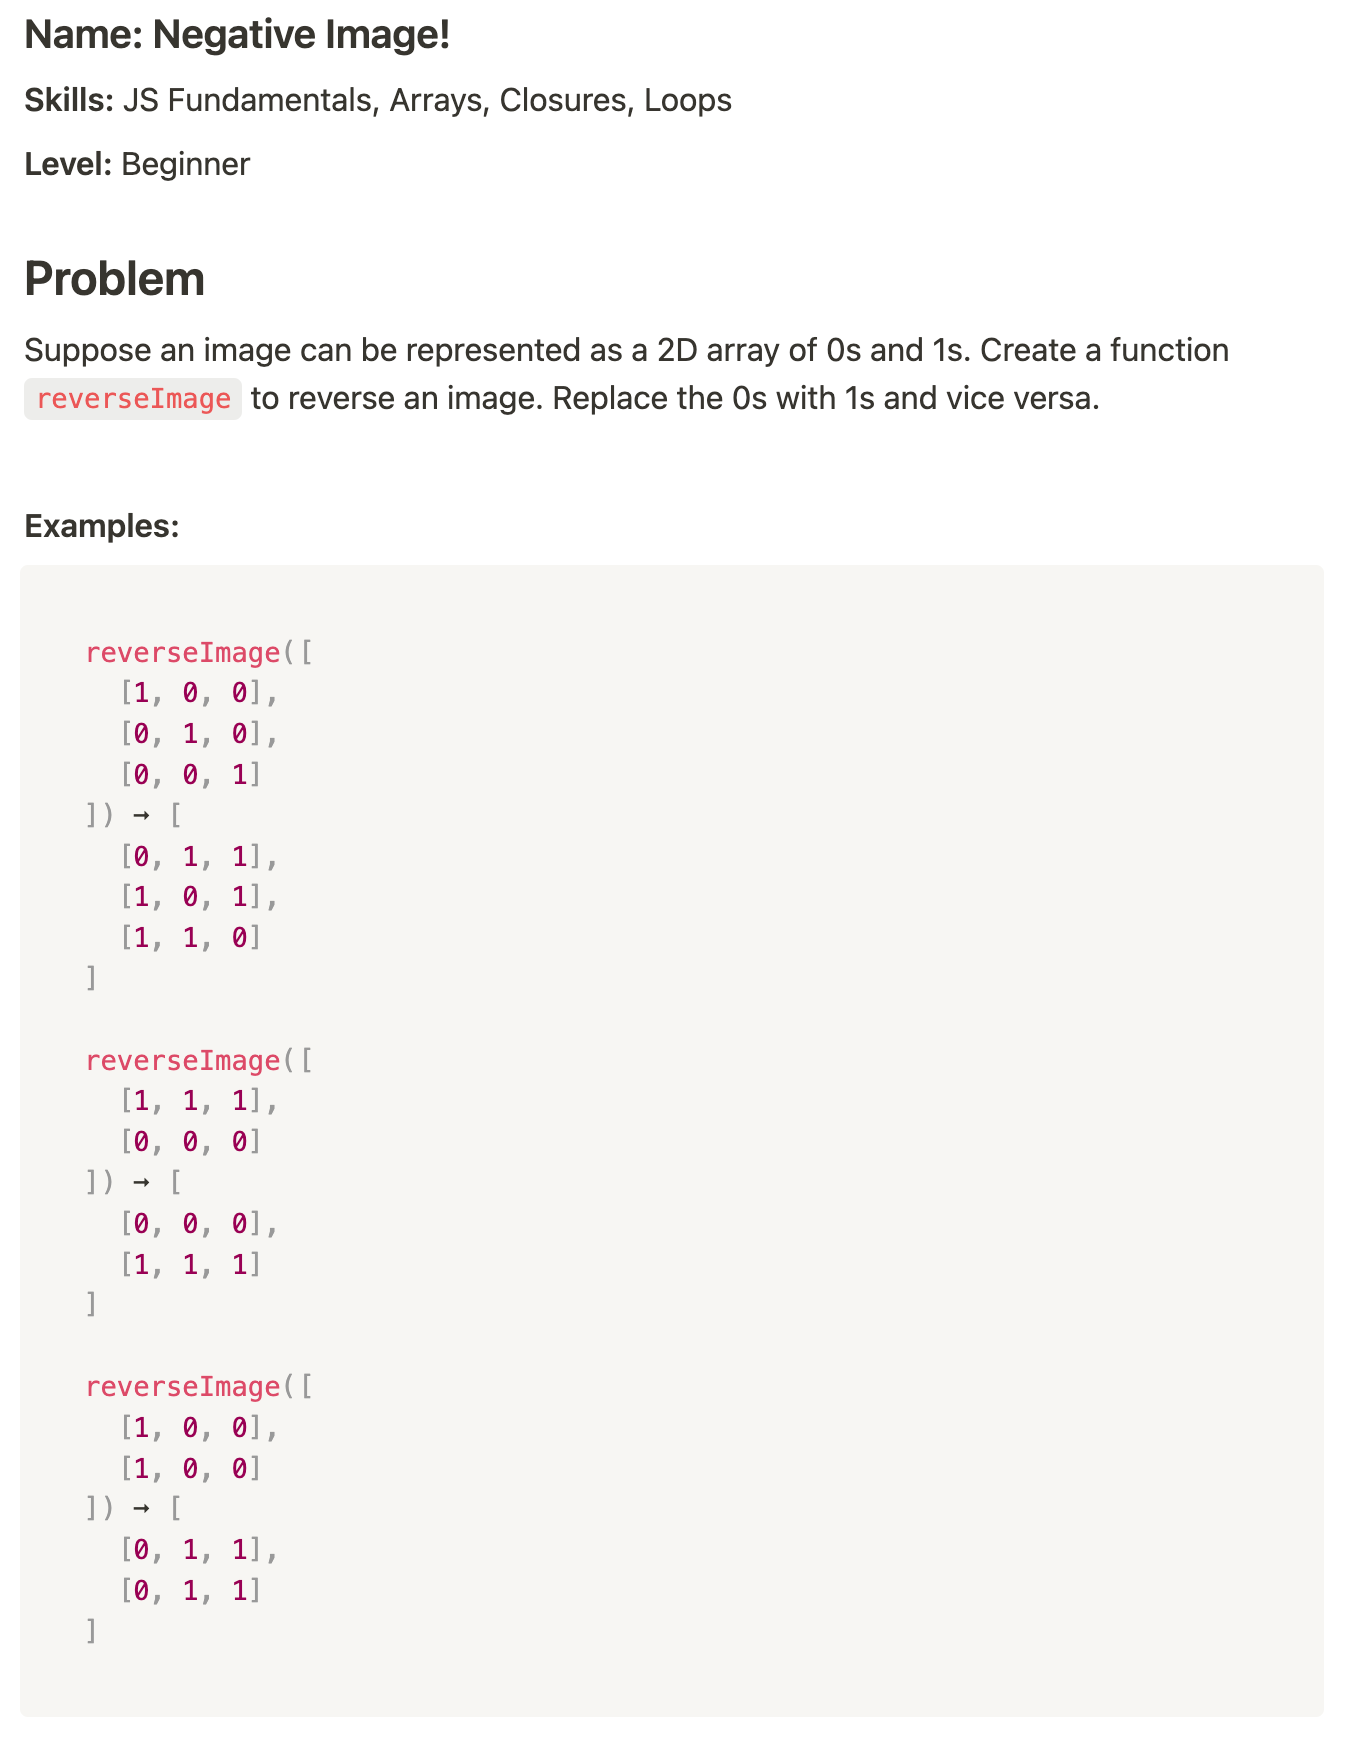 Name: Negative Image!
Skills: JS Fundamentals, Arrays, Closures, Loops
Level: Beginner
Problem
Suppose an image can be represented as a 2D array of 0s and 1s. Create a function
reverseImage to reverse an image. Replace the 0s with 1s and vice versa.
Examples:
reverseImage([
  [1, 0, 0],
  [0, 1, 0],
  [0, 0, 1]
]) → [
  [0, 1, 1],
  [1, 0, 1],
  [1, 1, 0]
]
reverseImage([
  [1, 1, 1],
  [0, 0, 0]
]) → [
  [0, 0, 0],
  [1, 1, 1]
]
reverseImage([
  [1, 0, 0],
  [1, 0, 0]
]) → [
  [0, 1, 1],
  [0, 1, 1]
]